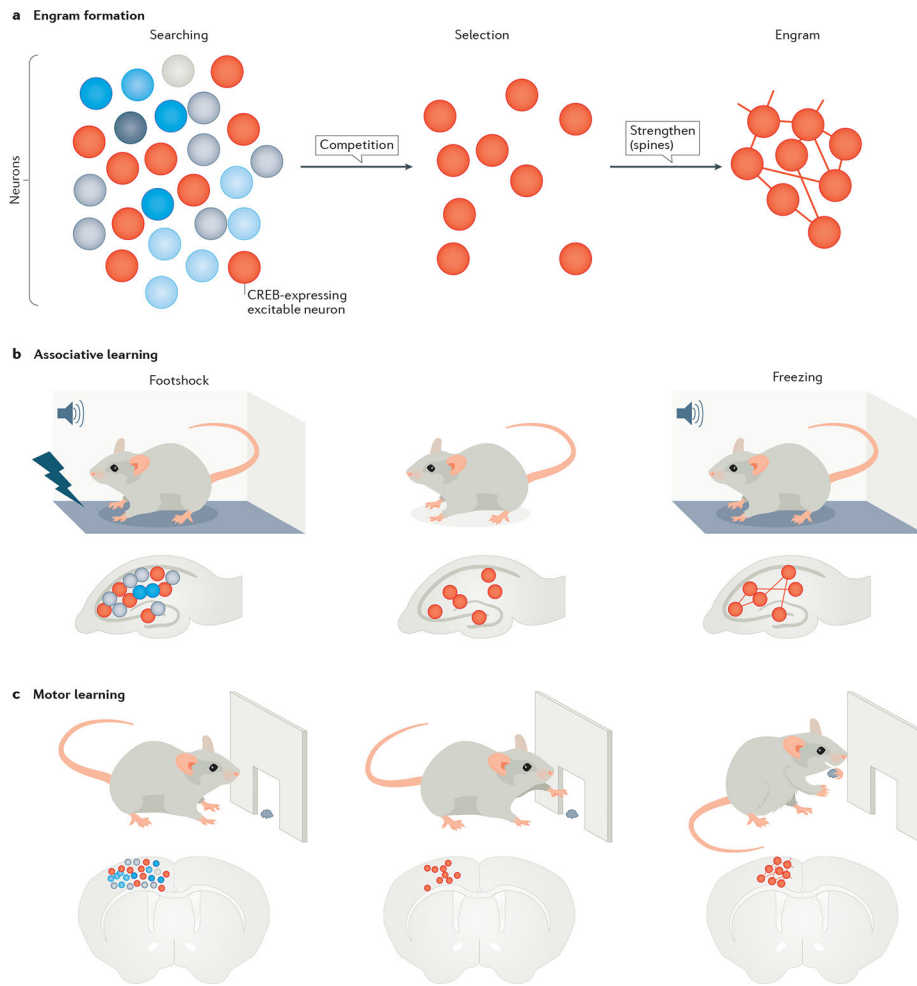 a Engram formation
Searching
Selection
Engram
Neurons
Competition
Strengthen
(spines)
CREB-expressing
excitable neuron
b Associative learning
Footshock
Freezing
c Motor learning